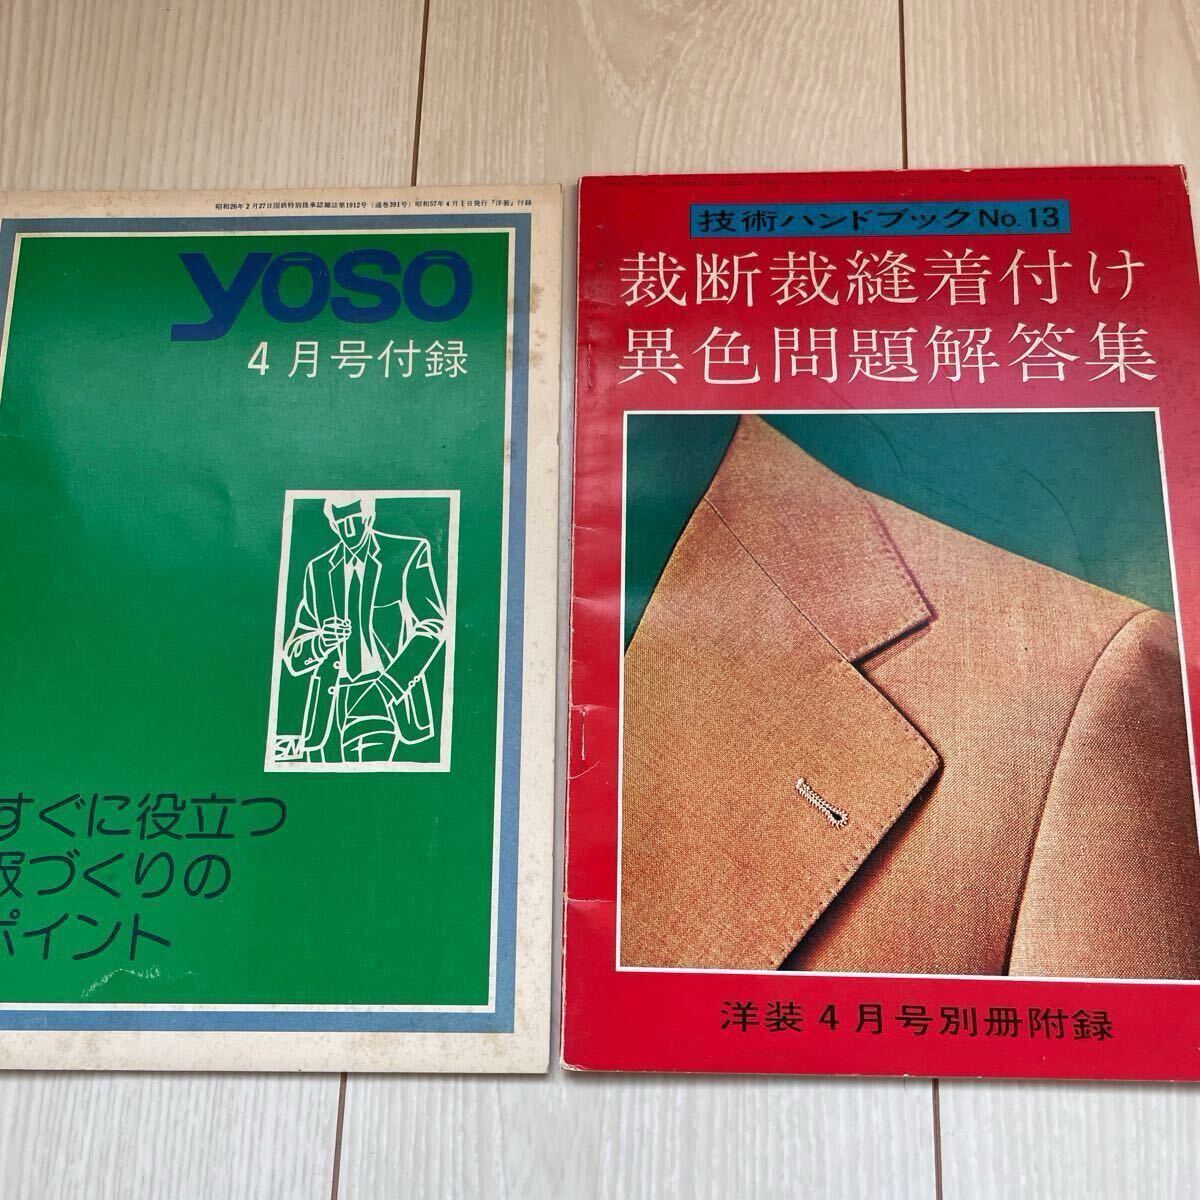 昭和26年2月27日国鉄特別扱承認雑誌第1912号(通巻391号)昭和57年4月1日発行『洋装』付録
yoso
4月号付録
すぐに役立つ
服づくりの
ポイント
技術ハンドブックNo.13
裁断裁縫着付け
異色問題解答集
洋装4月号別冊附録